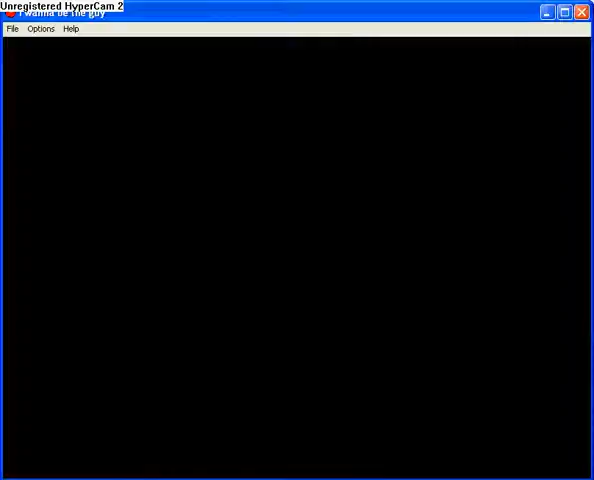 Unregistered HyperCam 2
I wanna be the guy
File Options Help